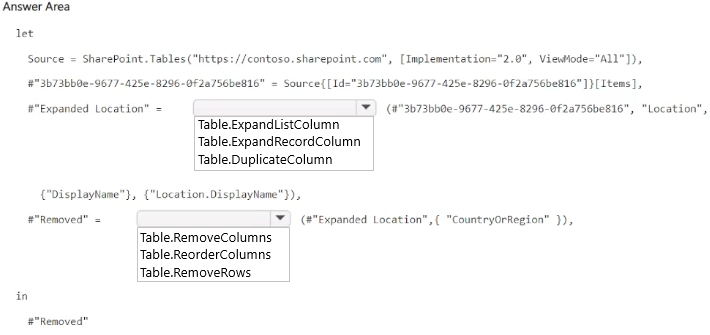 Answer Area
let
Source = SharePoint.Tables("https://contoso.sharepoint.com", [Implementation="2.0", ViewMode="All"]),
#"3b73bb0e-9677-425e-8296-0f2a756be816" = Source{[Id="3b73bb0e-9677-425e-8296-0f2a756be816"]}[Items],
#"Expanded Location" = (#"3b73bb0e-9677-425e-8296-0f2a756be816", "Location",
Table.ExpandListColumn
Table.ExpandRecordColumn
Table.DuplicateColumn
{"DisplayName"}, {"Location.DisplayName"}),
#"Removed" = (#"Expanded Location",{ "CountryOrRegion" }),
Table.RemoveColumns
Table.ReorderColumns
Table.RemoveRows
in
#"Removed"